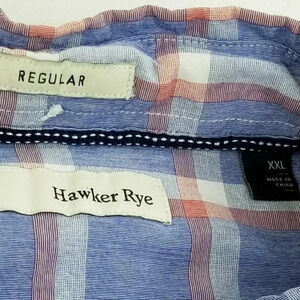 REGULAR
Hawker Rye
XXL
MADE IN
CHINA